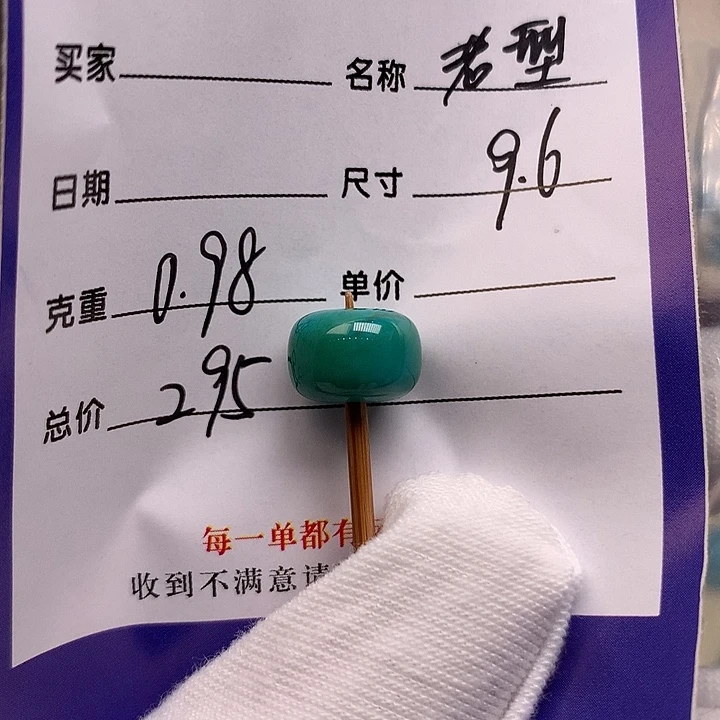 买家 名称 老型
日期 尺寸 9.6
克重 0.98 单价
总价 295
每一单都有
收到不满意请